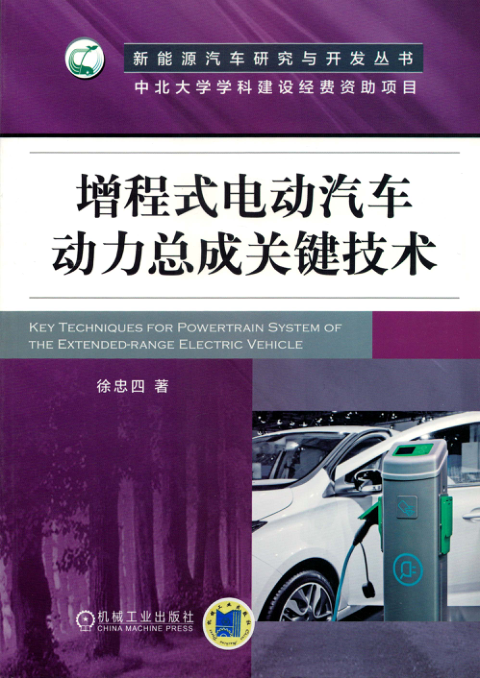 新能源汽车研究与开发丛书
中北大学学科建设经费资助项目
增程式电动汽车
动力总成关键技术
KEY TECHNIQUES FOR POWERTRAIN SYSTEM OF
THE EXTENDED-RANGE ELECTRIC VEHICLE
徐忠四 著
机械工业出版社
CHINA MACHINE PRESS